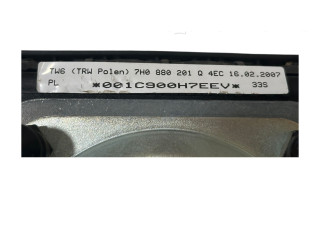 TW6 (TRW Polen) 7H0 880 201 Q 4EC 16.02.2007
PL *001C900H7EEV* 33S